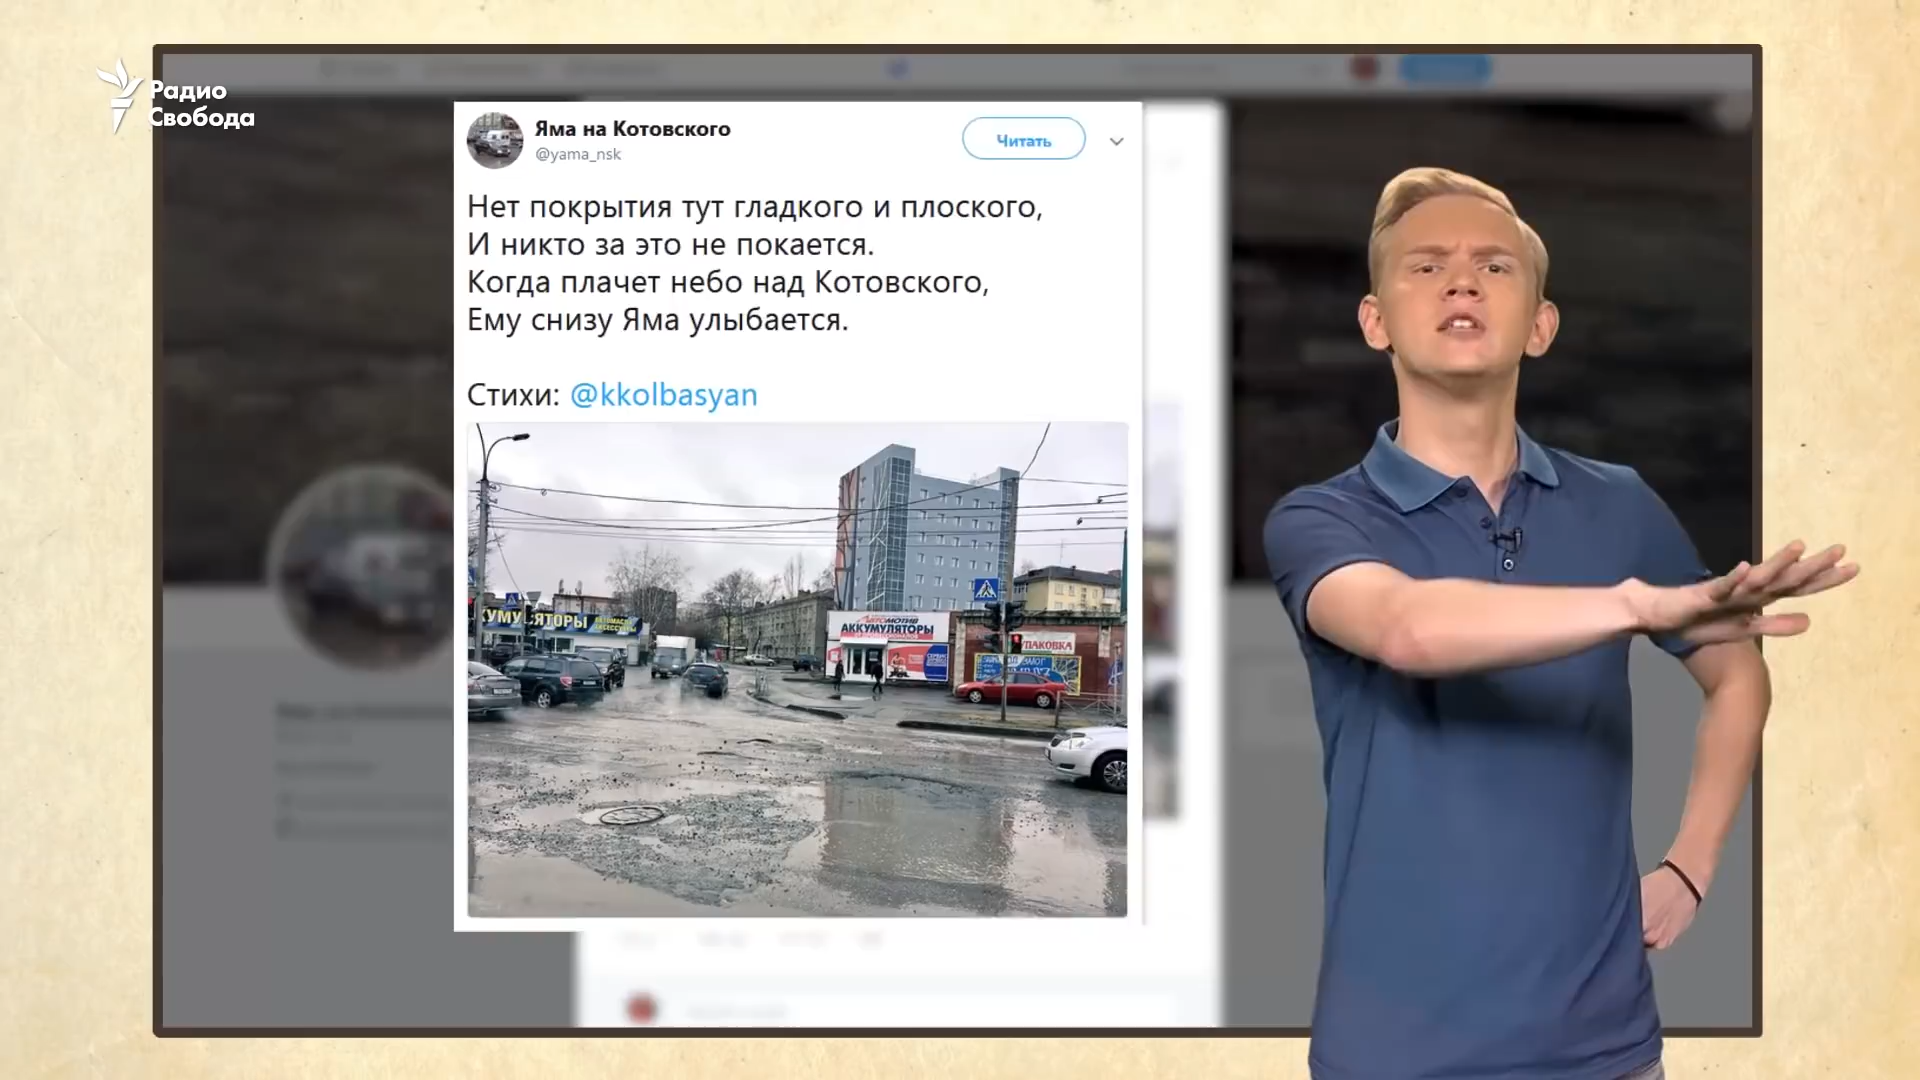 Радио
Свобода
Яма на Котовского
@yama_nsk
Читать
Нет покрытия тут гладкого и плоского,
И никто за это не покается.
Когда плачет небо над Котовского,
Ему снизу Яма улыбается.
Стихи: @kkolbasyan
АККУМУЛЯТОРЫ
УПАКОВКА